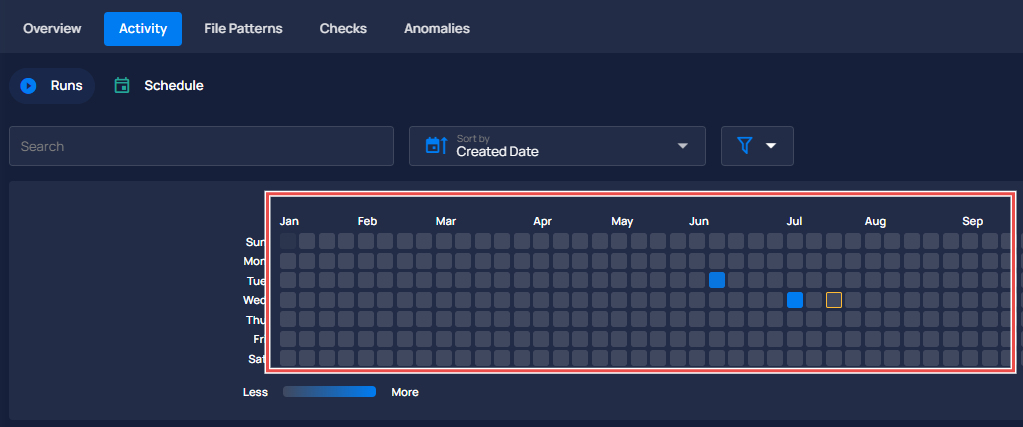 Overview Activity File Patterns Checks Anomalies
Runs Schedule
Search Sort by Created Date
Jan Feb Mar Apr May Jun Jul Aug Sep
Sun
Mon
Tue
Wed
Thu
Fri
Sat
Less More